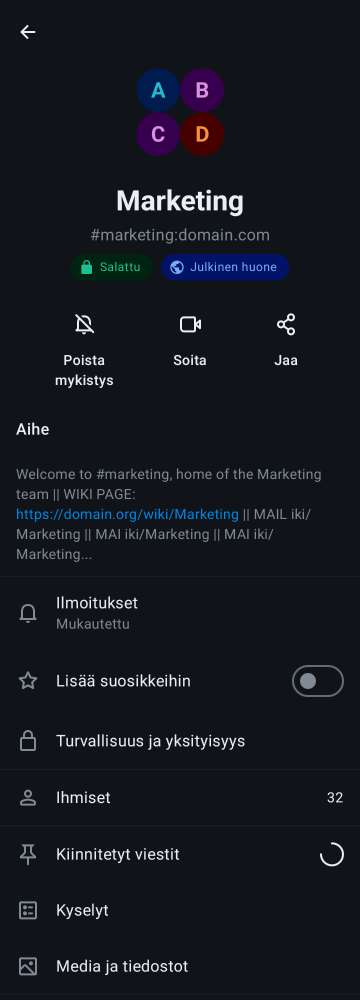 A B
C D
Marketing
#marketing:domain.com
Salattu Julkinen huone
Poista
mykistys
Soita
Jaa
Aihe
Welcome to #marketing, home of the Marketing
team || WIKI PAGE:
https://domain.org/wiki/Marketing || MAIL iki/
Marketing || MAI iki/Marketing || MAI iki/
Marketing...
Ilmoitukset
Mukautettu
Lisää suosikkeihin
Turvallisuus ja yksityisyys
Ihmiset 32
Kiinnitetyt viestit
Kyselyt
Media ja tiedostot